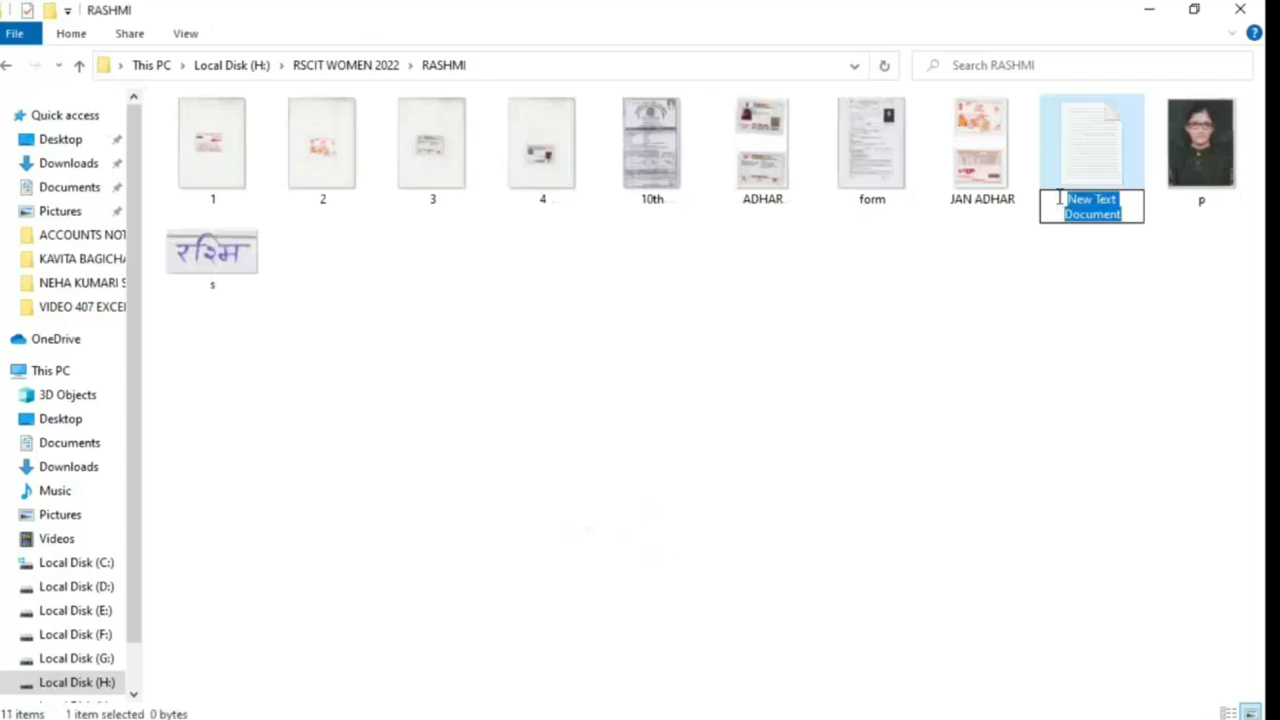 RASHMI
File Home Share View
This PC Local Disk (H:) RSCIT WOMEN 2022 RASHMI
Search RASHMI
Quick access
Desktop
Downloads
Documents
Pictures
ACCOUNTS NOT
KAVITA BAGICHA
NEHA KUMARI S
VIDEO 407 EXCE
OneDrive
This PC
3D Objects
Desktop
Documents
Downloads
Music
Pictures
Videos
Local Disk (C:)
Local Disk (D:)
Local Disk (E:)
Local Disk (F:)
Local Disk (G:)
Local Disk (H:)
1 2 3 4 10th ADHAR form JAN ADHAR New Text p
Document
रश्मि
s
11 items 1 item selected 0 bytes